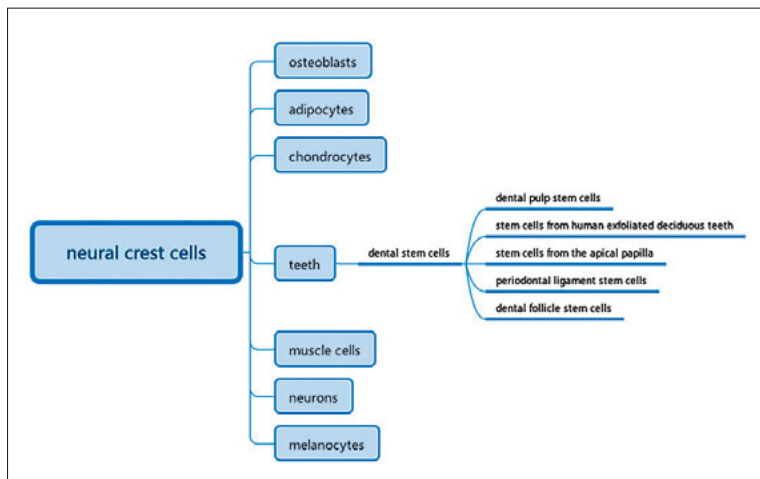 neural crest cells
osteoblasts
adipocytes
chondrocytes
teeth
dental stem cells
dental pulp stem cells
stem cells from human exfoliated deciduous teeth
stem cells from the apical papilla
periodontal ligament stem cells
dental follicle stem cells
muscle cells
neurons
melanocytes